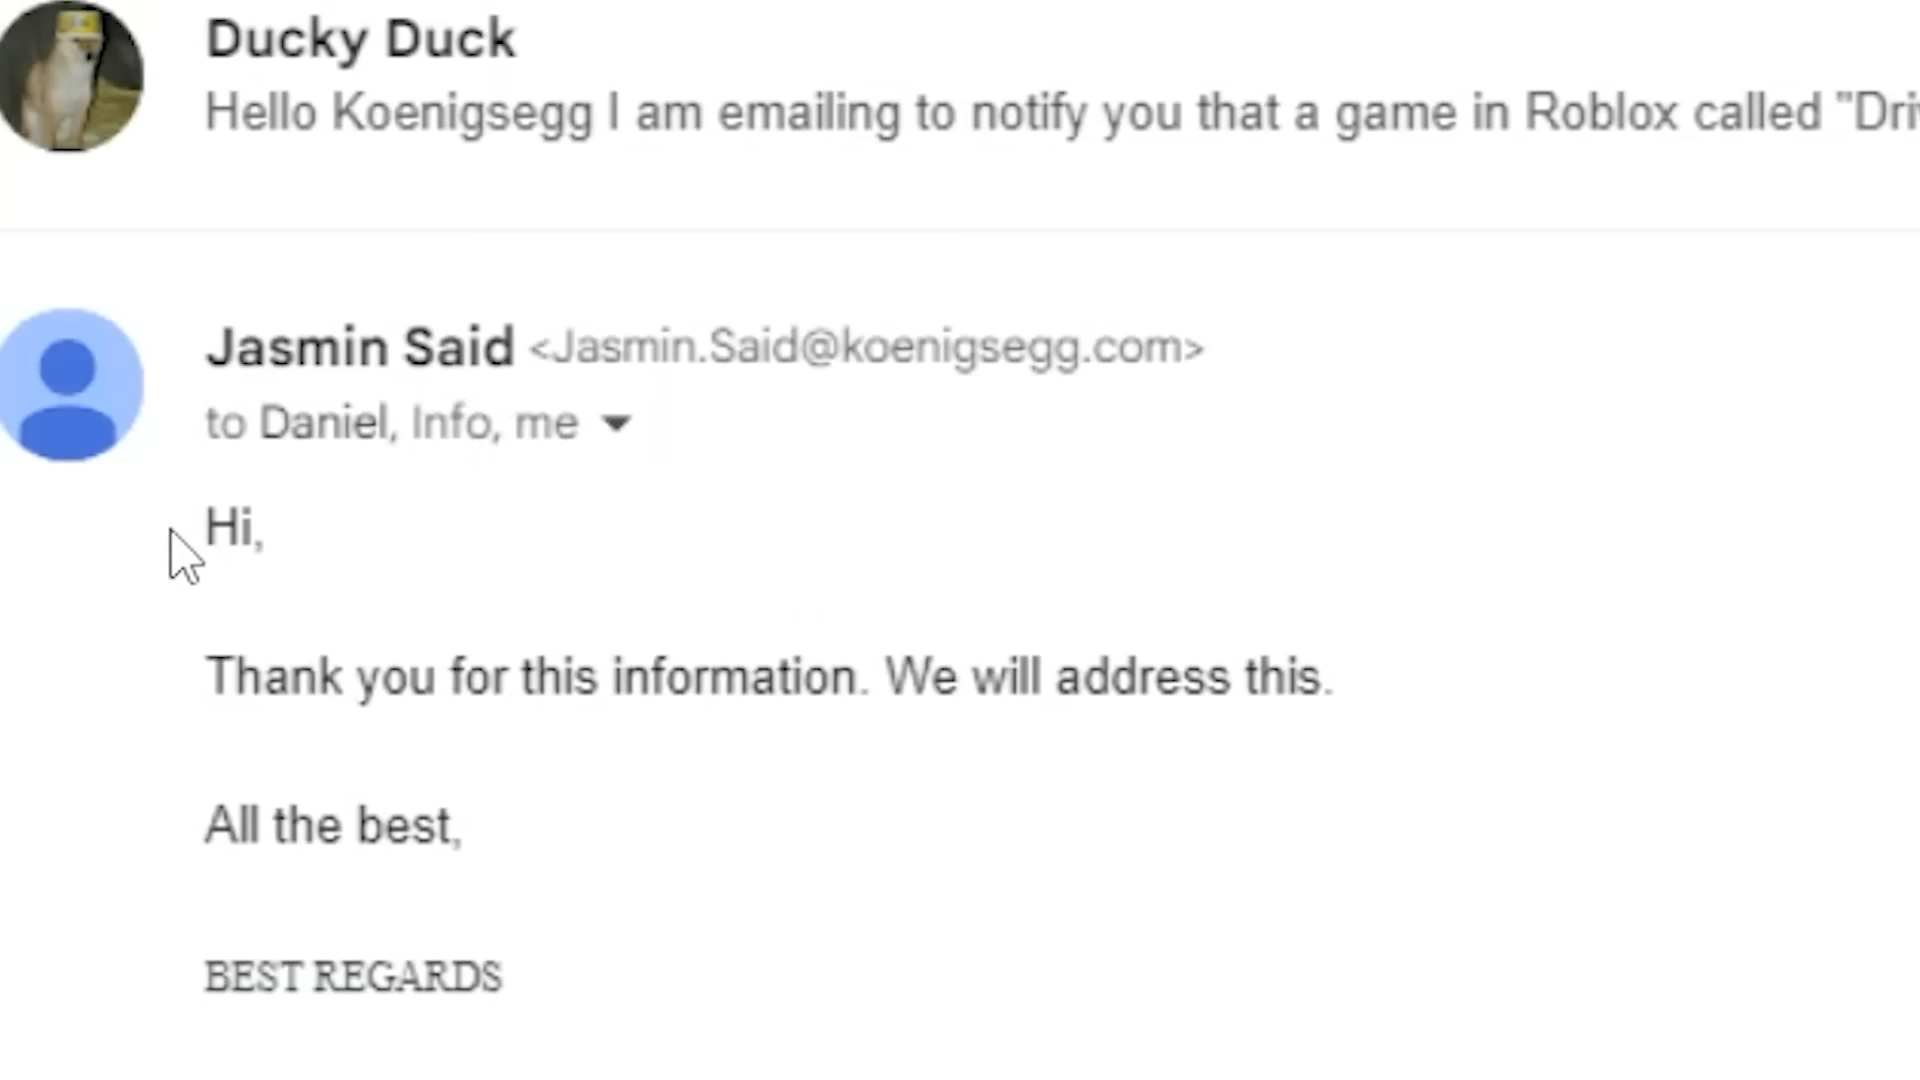 Ducky Duck
Hello Koenigsegg I am emailing to notify you that a game in Roblox called "Driv
Jasmin Said <Jasmin.Said@koenigsegg.com>
to Daniel, Info, me
Hi,
Thank you for this information. We will address this.
All the best,
BEST REGARDS